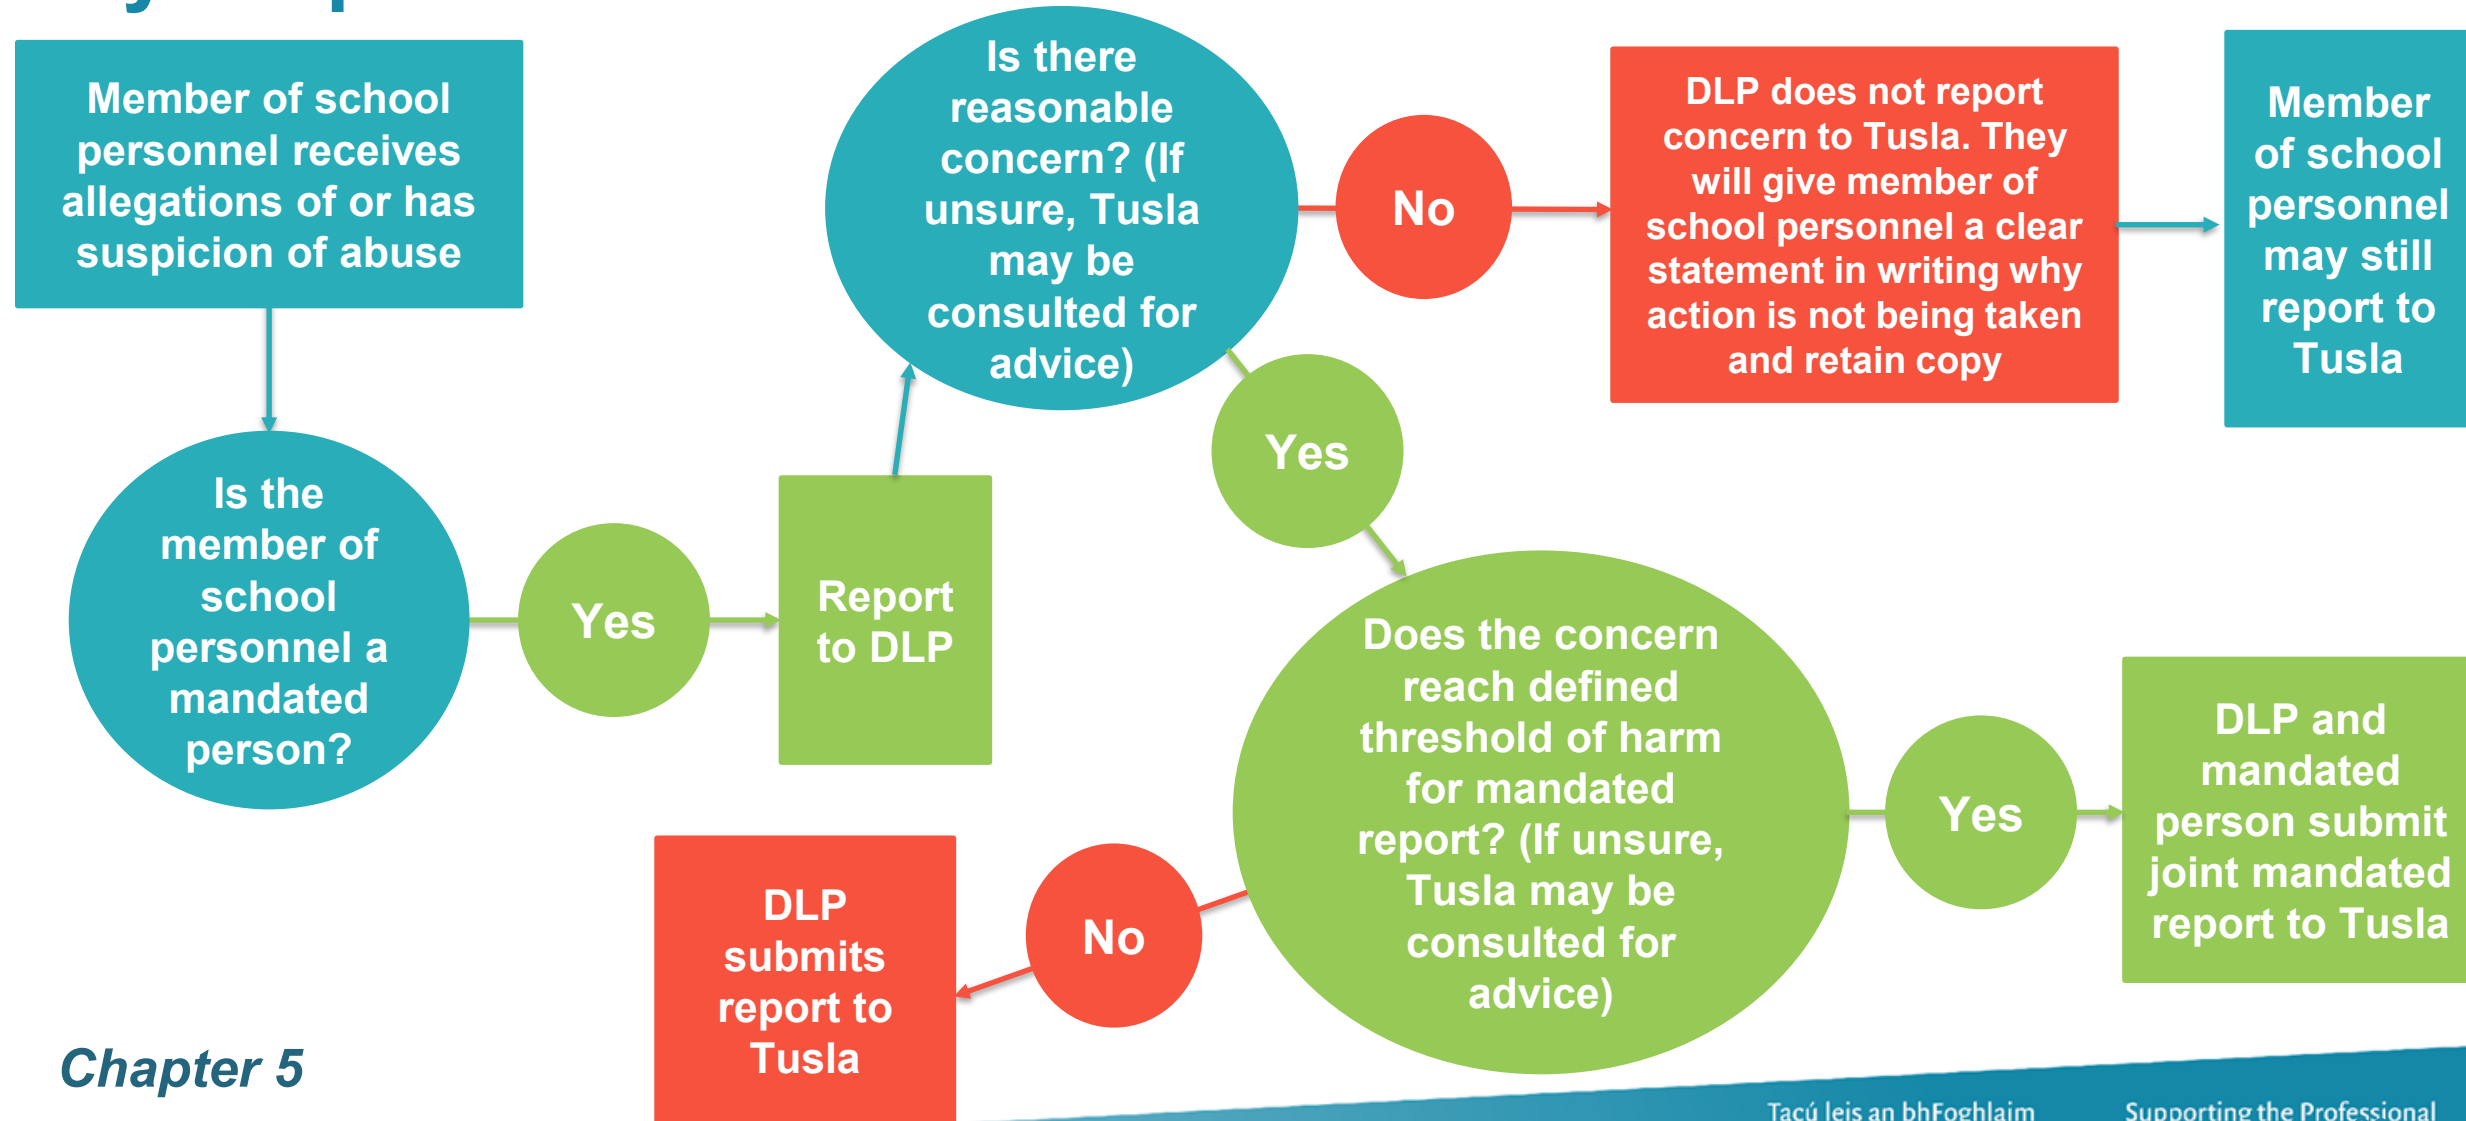 Member of school
personnel receives
allegations of or has
suspicion of abuse
Is the
member of
school
personnel a
mandated
person?
Yes
Report
to DLP
Is there
reasonable
concern? (If
unsure, Tusla
may be
consulted for
advice)
No
DLP does not report
concern to Tusla. They
will give member of
school personnel a clear
statement in writing why
action is not being taken
and retain copy
Member
of school
personnel
may still
report to
Tusla
Yes
Does the concern
reach defined
threshold of harm
for mandated
report? (If unsure,
Tusla may be
consulted for
advice)
Yes
DLP and
mandated
person submit
joint mandated
report to Tusla
No
DLP
submits
report to
Tusla
Chapter 5
Tacú leis an bhFoghlaim
Supporting the Professional